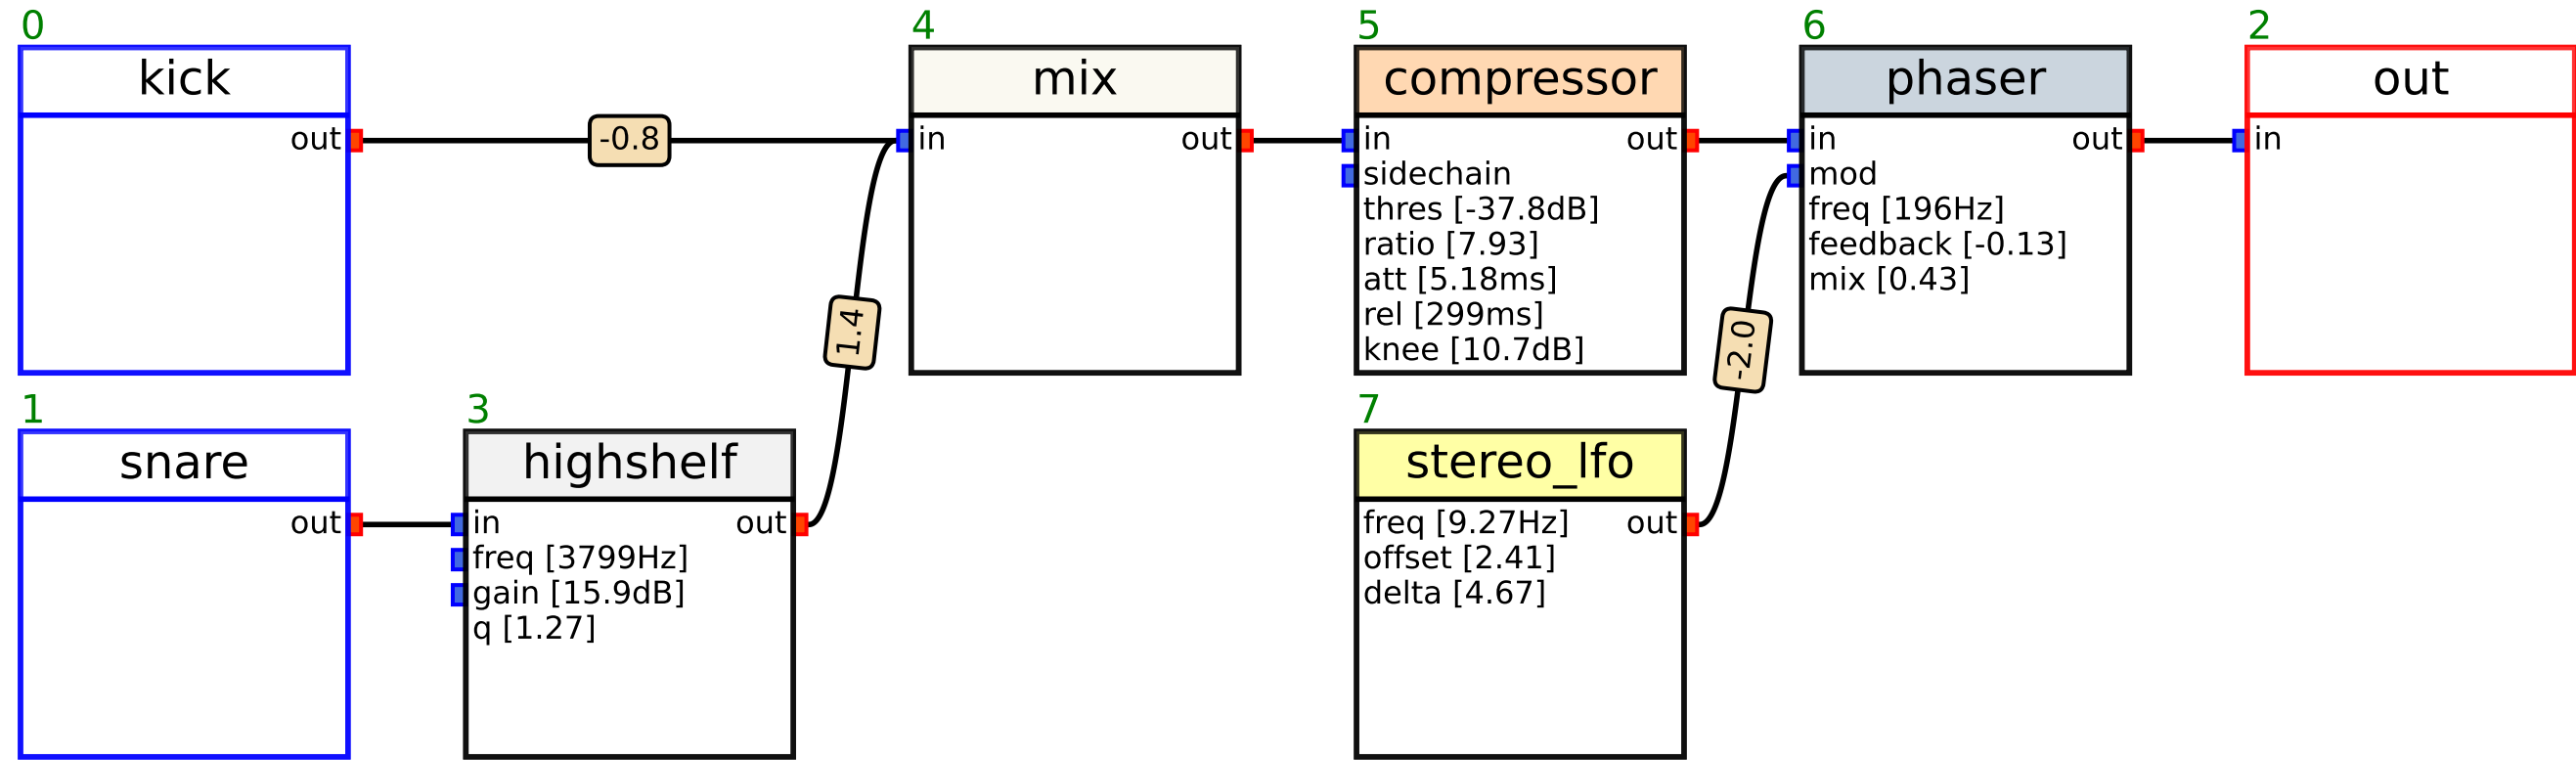 0
kick
out
-0.8
4
mix
in
out
5
compressor
in
out
sidechain
thres [-37.8dB]
ratio [7.93]
att [5.18ms]
rel [299ms]
knee [10.7dB]
6
phaser
in
out
mod
freq [196Hz]
feedback [-0.13]
mix [0.43]
2
out
in
1
snare
out
3
highshelf
in
out
freq [3799Hz]
gain [15.9dB]
q [1.27]
1.4
7
stereo_lfo
freq [9.27Hz]
out
offset [2.41]
delta [4.67]
-2.0